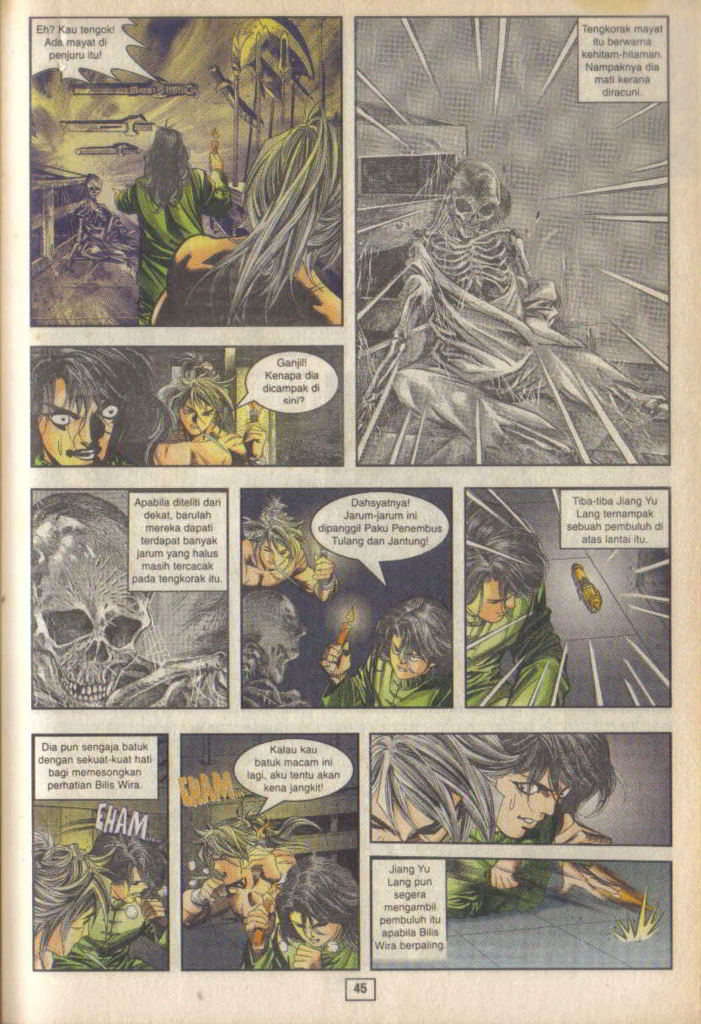 Eh? Kau tengok!
Ada mayat di
penjuru itu!
Tengkorak mayat
itu berwarna
kehitam-hitaman.
Nampaknya dia
mati kerana
diracuni.
Ganjil!
Kenapa dia
dicampak di
sini?
Apabila diteliti dari
dekat, barulah
mereka dapati
terdapat banyak
jarum yang halus
masih tercacak
pada tengkorak itu.
Dahsyatnya!
Jarum-jarum ini
dipanggil Paku Penembus
Tulang dan Jantung!
Tiba-tiba Jiang Yu
Lang ternampak
sebuah pembuluh di
atas lantai itu.
Dia pun sengaja batuk
dengan sekuat-kuat hati
bagi memesongkan
perhatian Bilis Wira.
EHAM...
EHAM...
Kalau kau
batuk macam ini
lagi, aku tentu akan
kena jangkit!
Jiang Yu
Lang pun
segera
mengambil
pembuluh itu
apabila Bilis
Wira berpaling.
45